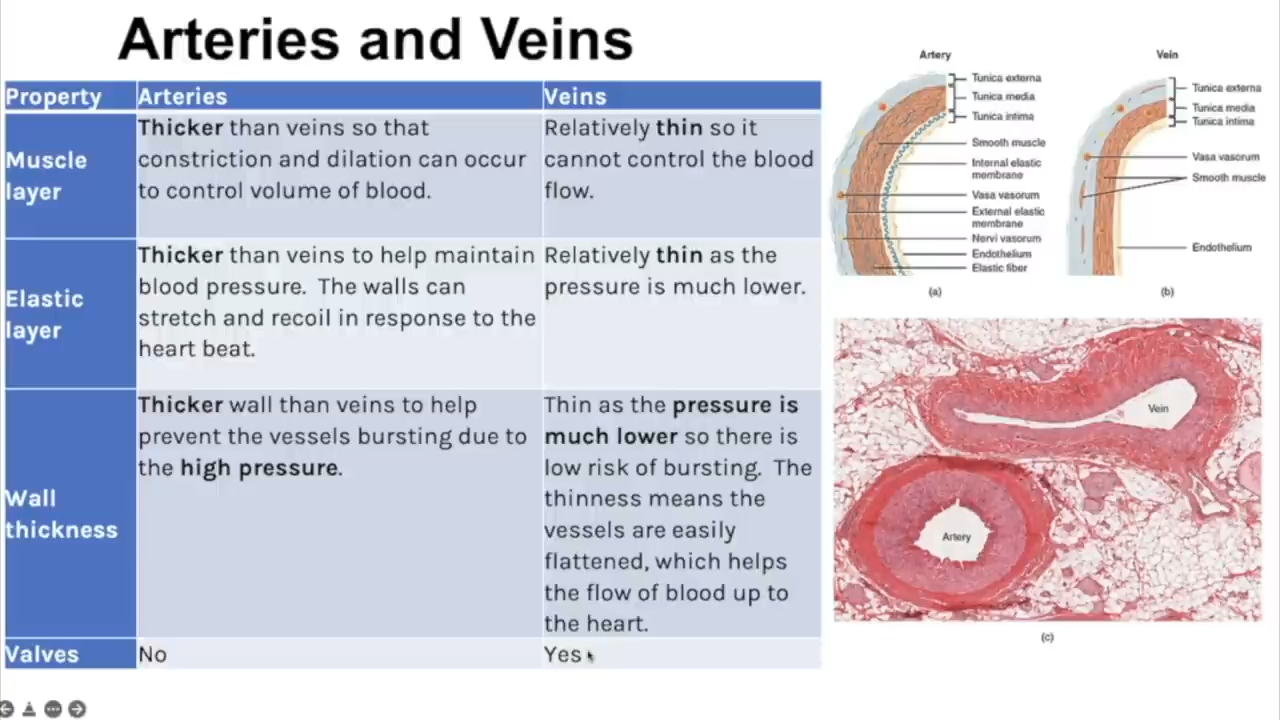 Arteries and Veins
Property
Arteries
Veins
Muscle
layer
Thicker than veins so that
constriction and dilation can occur
to control volume of blood.
Relatively thin so it
cannot control the blood
flow.
Elastic
layer
Thicker than veins to help maintain
blood pressure. The walls can
stretch and recoil in response to the
heart beat.
Relatively thin as the
pressure is much lower.
Wall
thickness
Thicker wall than veins to help
prevent the vessels bursting due to
the high pressure.
Thin as the pressure is
much lower so there is
low risk of bursting. The
thinness means the
vessels are easily
flattened, which helps
the flow of blood up to
the heart.
Valves
No
Yes
Artery
Tunica externa
Tunica media
Tunica intima
Smooth muscle
Internal elastic
membrane
Vasa vasorum
External elastic
membrane
Nervi vasorum
Endothelium
Elastic fiber
(a)
Vein
Tunica externa
Tunica media
Tunica intima
Vasa vasorum
Smooth muscle
Endothelium
(b)
Vein
Artery
(c)